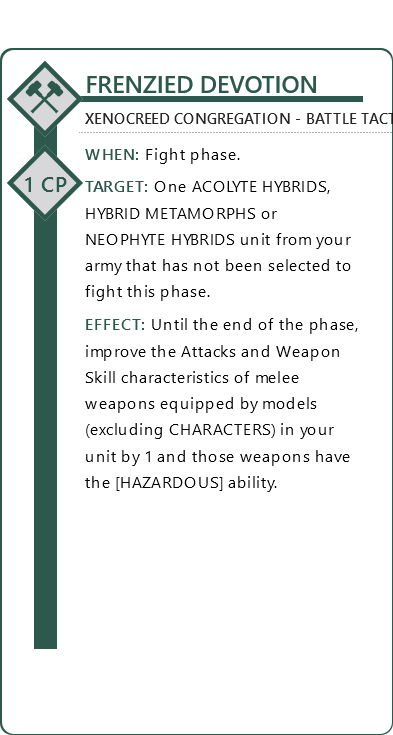 FRENZIED DEVOTION
XENOCREED CONGREGATION - BATTLE TACT
WHEN: Fight phase.
1 CP
TARGET: One ACOLYTE HYBRIDS,
HYBRID METAMORPHS or
NEOPHYTE HYBRIDS unit from your
army that has not been selected to
fight this phase.
EFFECT: Until the end of the phase,
improve the Attacks and Weapon
Skill characteristics of melee
weapons equipped by models
(excluding CHARACTERS) in your
unit by 1 and those weapons have
the [HAZARDOUS] ability.